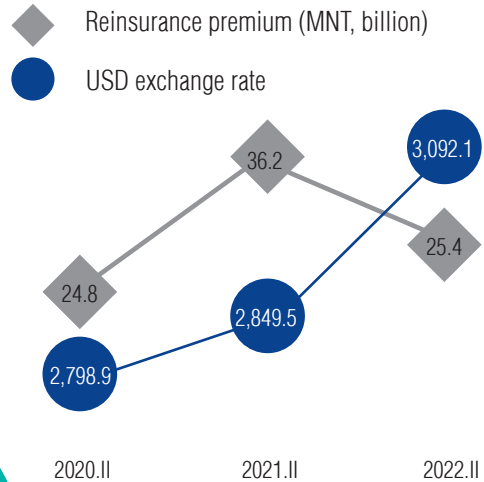 Reinsurance premium (MNT, billion)
USD exchange rate
3,092.1
36.2
25.4
24.8
2,849.5
2,798.9
2020.II 2021.II 2022.II